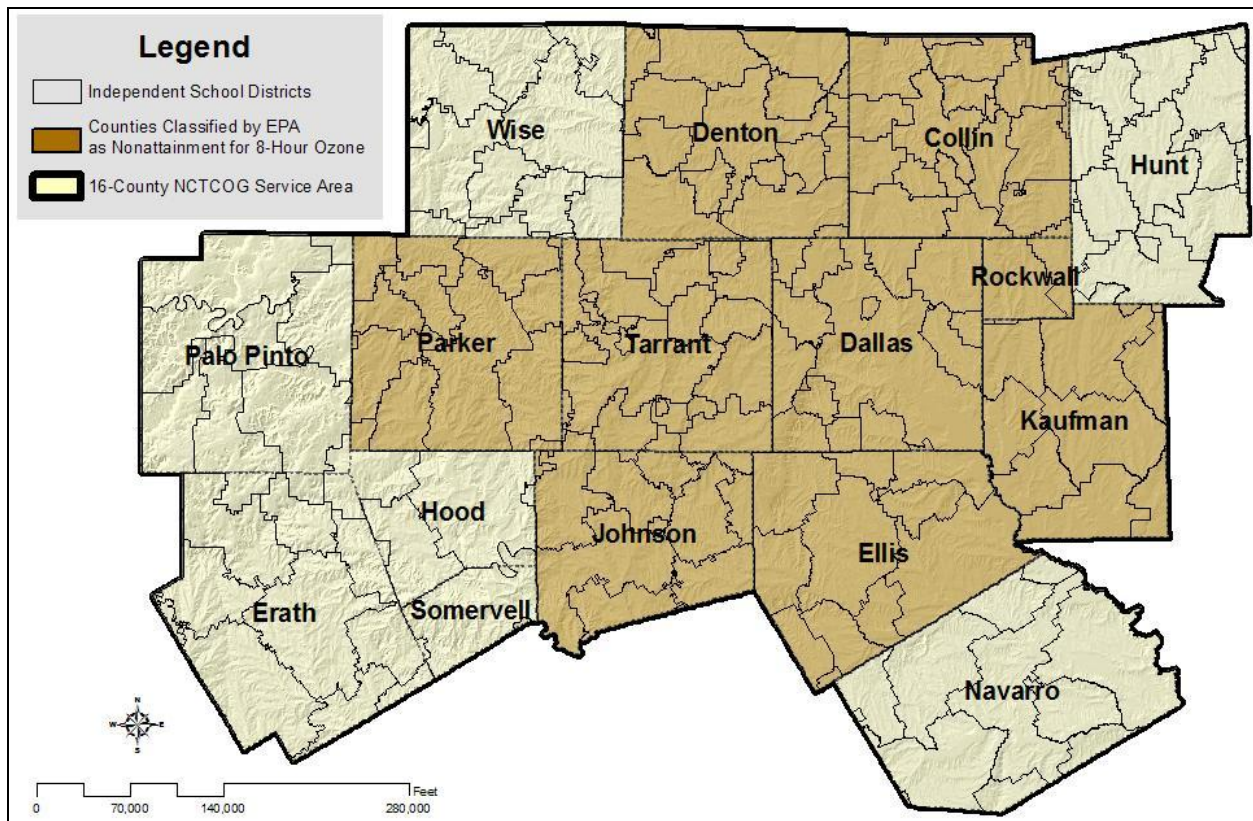 Legend
Independent School Districts
Counties Classified by EPA
as Nonattainment for 8-Hour Ozone
16-County NCTCOG Service Area
Wise
Denton
Collin
Hunt
Rockwall
Palo Pinto
Parker
Tarrant
Dallas
Kaufman
Hood
Johnson
Ellis
Erath
Somervell
Navarro
N
W E
S
Feet
0 70,000 140,000 280,000